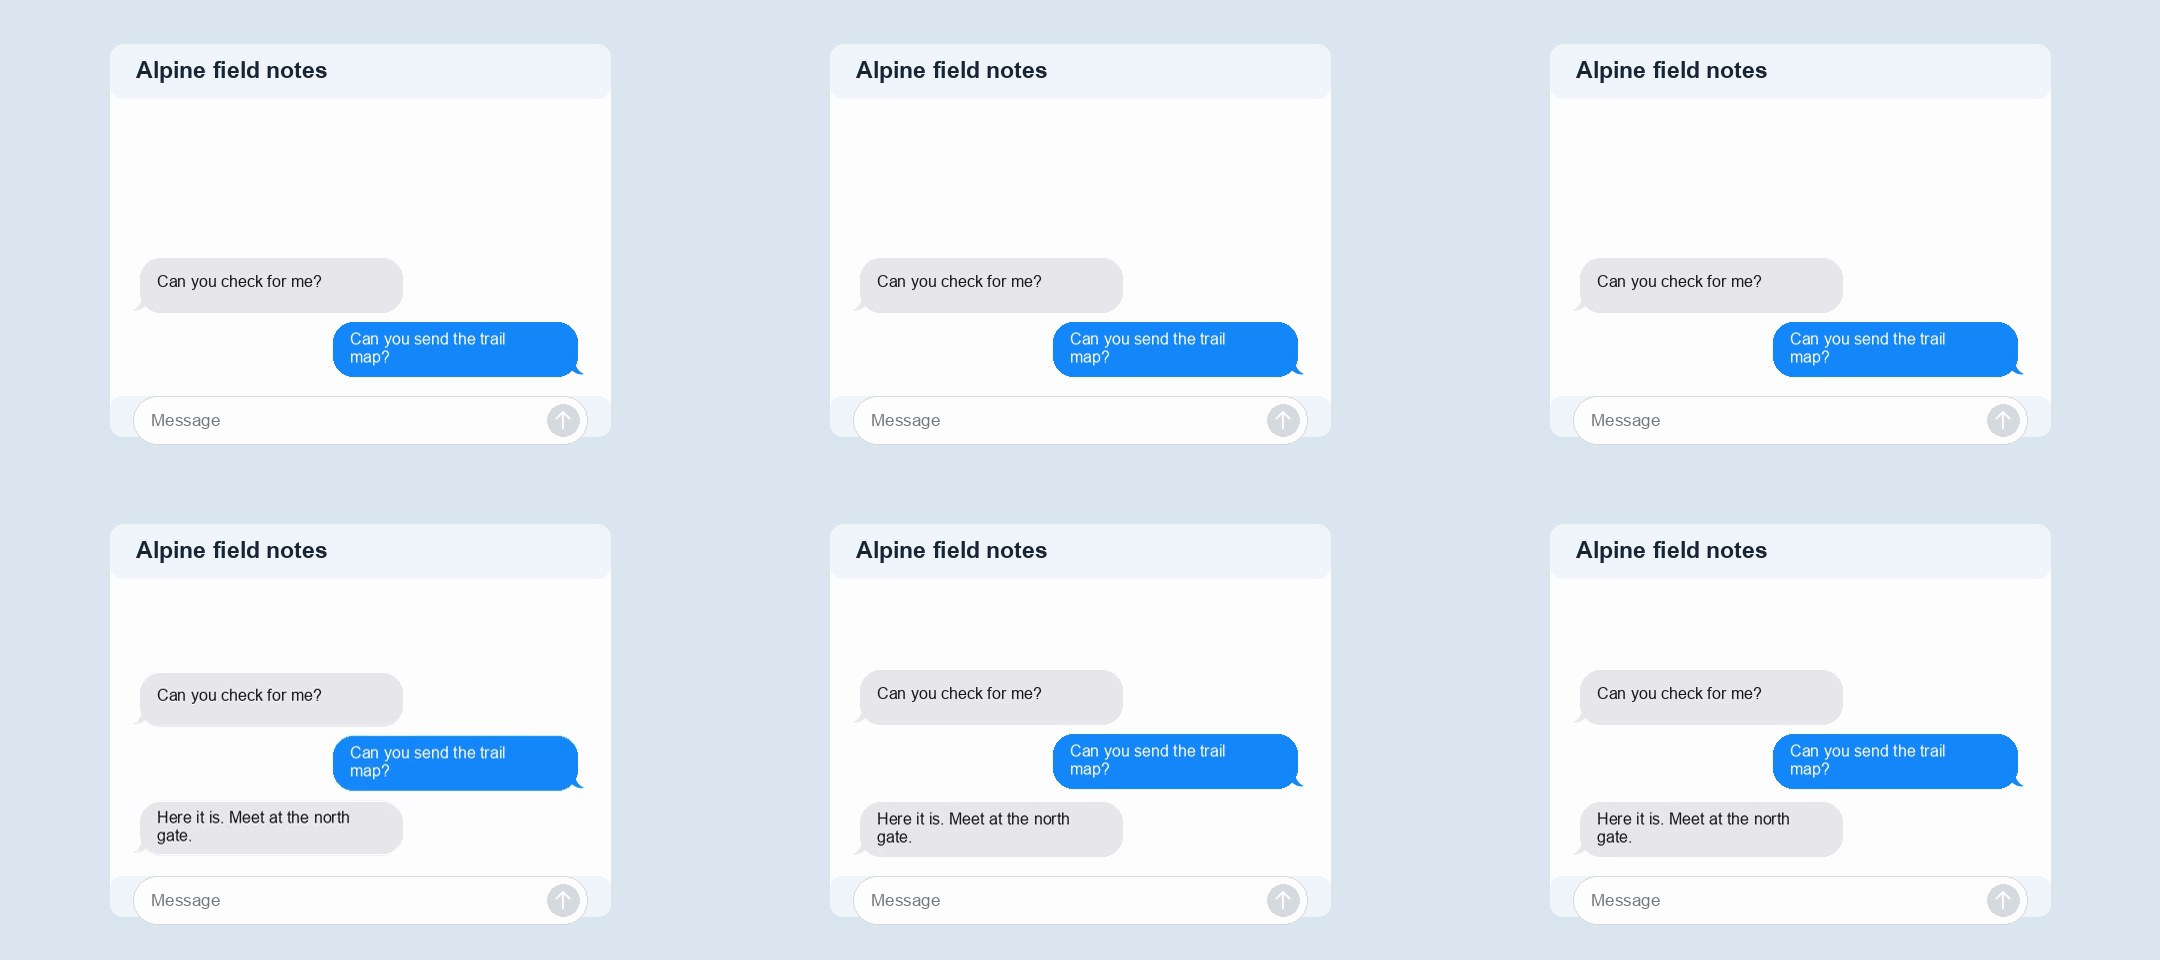 Alpine field notes
Can you check for me?
Can you send the trail
map?
Message
Alpine field notes
Can you check for me?
Can you send the trail
map?
Message
Alpine field notes
Can you check for me?
Can you send the trail
map?
Message
Alpine field notes
Can you check for me?
Can you send the trail
map?
Here it is. Meet at the north
gate.
Message
Alpine field notes
Can you check for me?
Can you send the trail
map?
Here it is. Meet at the north
gate.
Message
Alpine field notes
Can you check for me?
Can you send the trail
map?
Here it is. Meet at the north
gate.
Message